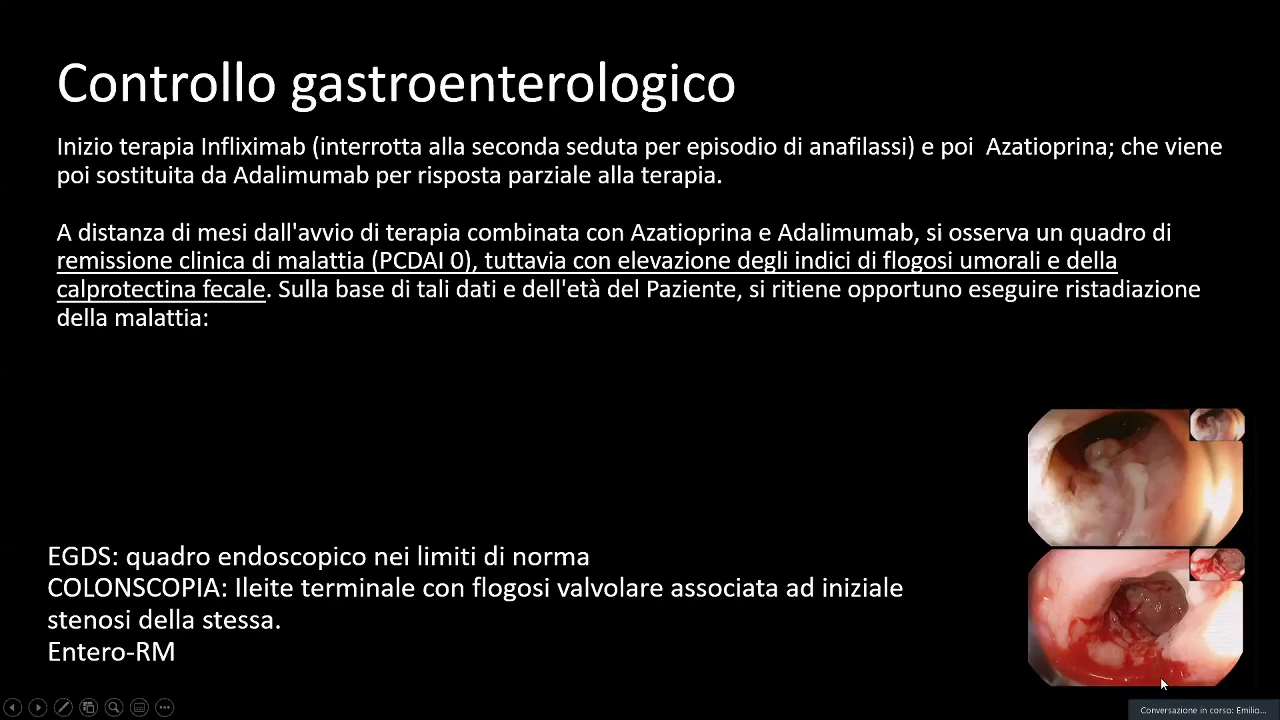 Controllo gastroenterologico
Inizio terapia Infliximab (interrotta alla seconda seduta per episodio di anafilassi) e poi Azatioprina; che viene
poi sostituita da Adalimumab per risposta parziale alla terapia.
A distanza di mesi dall'avvio di terapia combinata con Azatioprina e Adalimumab, si osserva un quadro di
remissione clinica di malattia (PCDAI 0), tuttavia con elevazione degli indici di flogosi umorali e della
calprotectina fecale. Sulla base di tali dati e dell'età del Paziente, si ritiene opportuno eseguire ristadiazione
della malattia:
EGDS: quadro endoscopico nei limiti di norma
COLONSCOPIA: Ileite terminale con flogosi valvolare associata ad iniziale
stenosi della stessa.
Entero-RM
Conversazione in corso: Emilio...